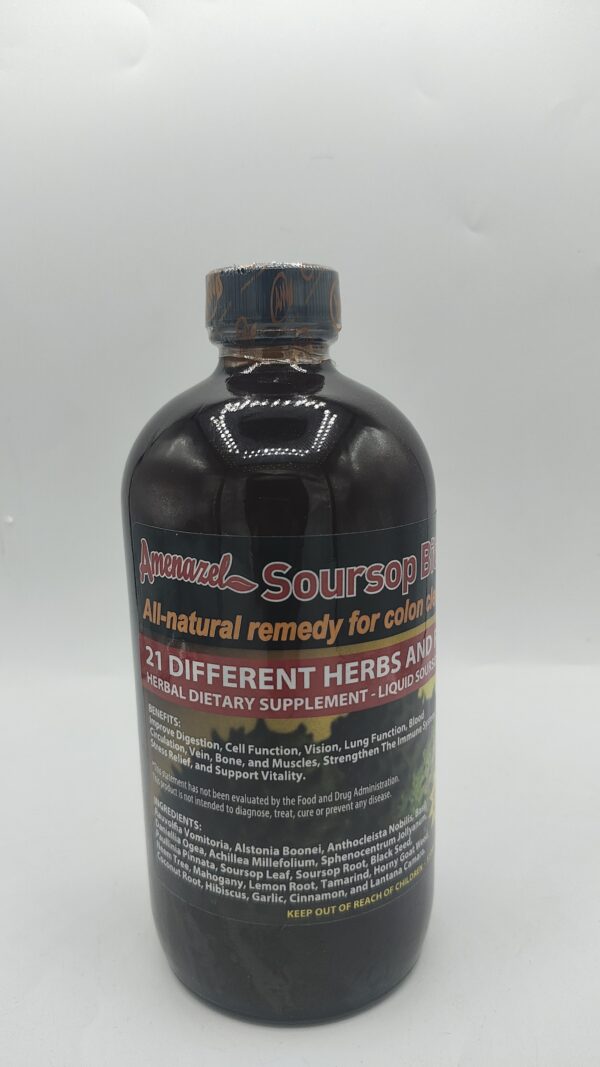 Amenazel Soursop
All-natural remedy for colon
21 DIFFERENT HERBS AND
HERBAL DIETARY SUPPLEMENT - LIQUID
BENEFITS:
Improve Digestion, Cell Function, Vision, Lung Function, Blood
Circulation, Vein, Bone, and Muscles, Strengthen The Immune
Stress Relief, and Support Vitality.
*This statement has not been evaluated by the Food and Drug Administration.
This product is not intended to diagnose, treat, cure or prevent any disease.
INGREDIENTS:
Rauvolfia Vomitoria, Alstonia Boonei, Anthocleista Nobilis,
Daniellia Ogea, Achillea Millefolium, Sphenocentrum Jollyanum,
Paullinia Pinnata, Soursop Leaf, Soursop Root, Black Seed,
Neem Tree, Mahogany, Lemon Root, Tamarind, Horny Goat Weed,
Coconut Root, Hibiscus, Garlic, Cinnamon, and Lantana
KEEP OUT OF REACH OF CHILDREN